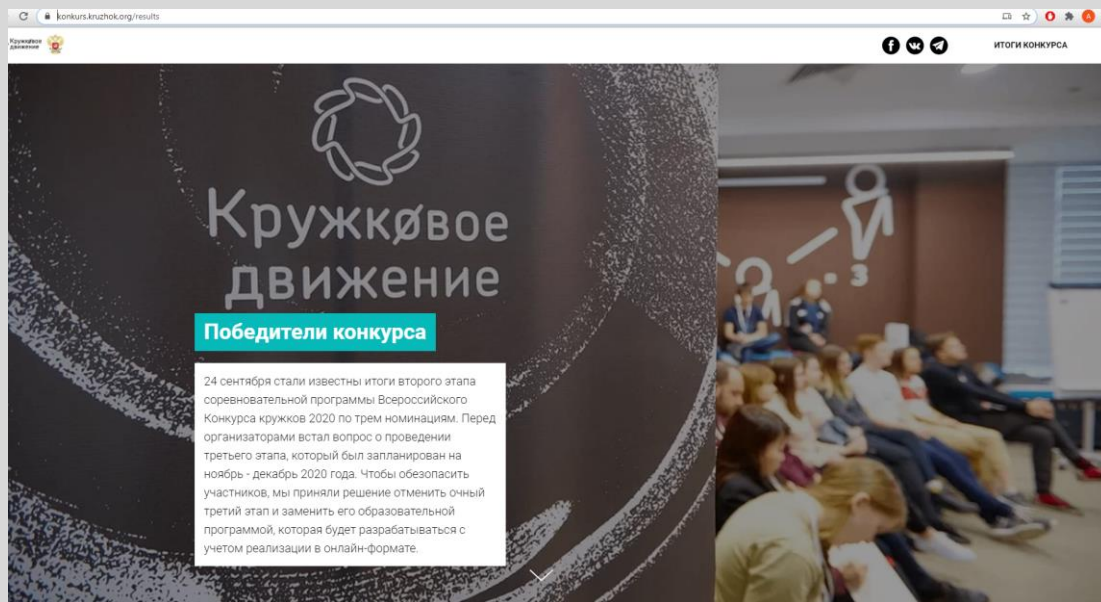 konkurs.kruzhok.org/results
Кружковое
движение
ИТОГИ КОНКУРСА
Кружковое
движение
Победители конкурса
24 сентября стали известны итоги второго этапа
соревновательной программы Всероссийского
Конкурса кружков 2020 по трем номинациям. Перед
организаторами встал вопрос о проведении
третьего этапа, который был запланирован на
ноябрь - декабрь 2020 года. Чтобы обезопасить
участников, мы приняли решение отменить очный
третий этап и заменить его образовательной
программой, которая будет разрабатываться с
учетом реализации в онлайн-формате.